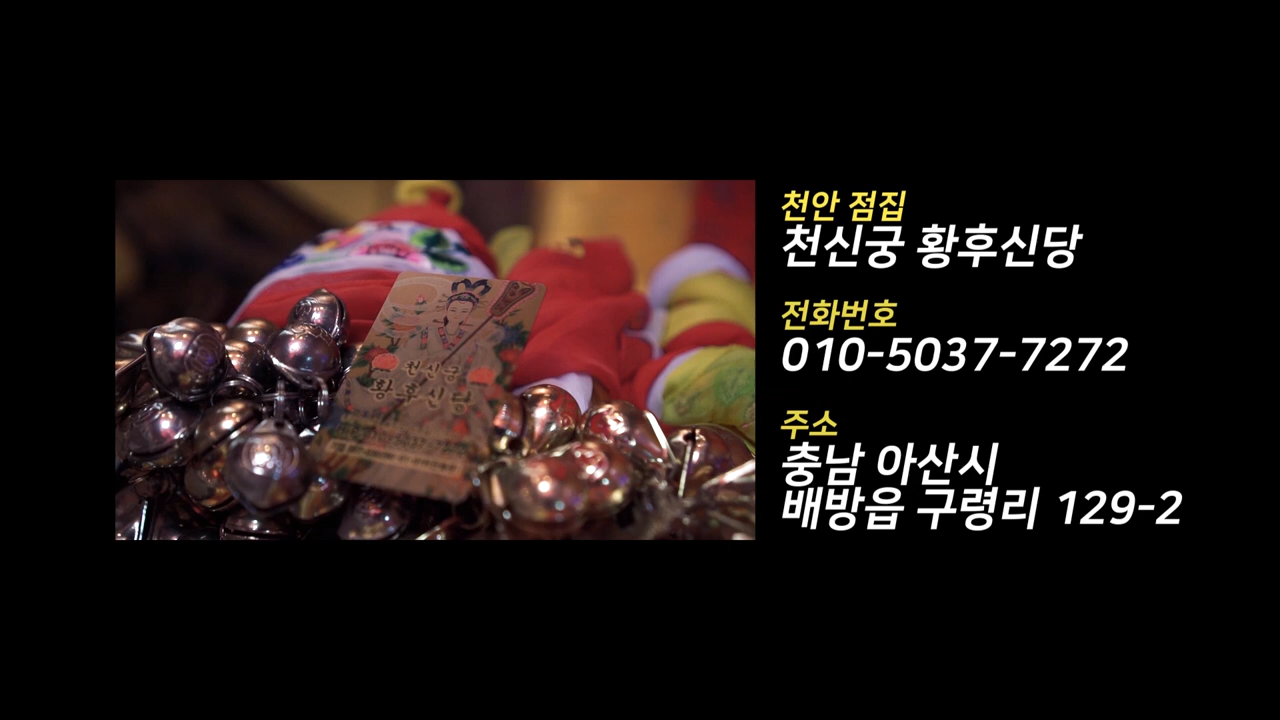 천안 점집
천신궁 황후신당
전화번호
010-5037-7272
주소
충남 아산시
배방읍 구령리 129-2
천신궁
황후신당